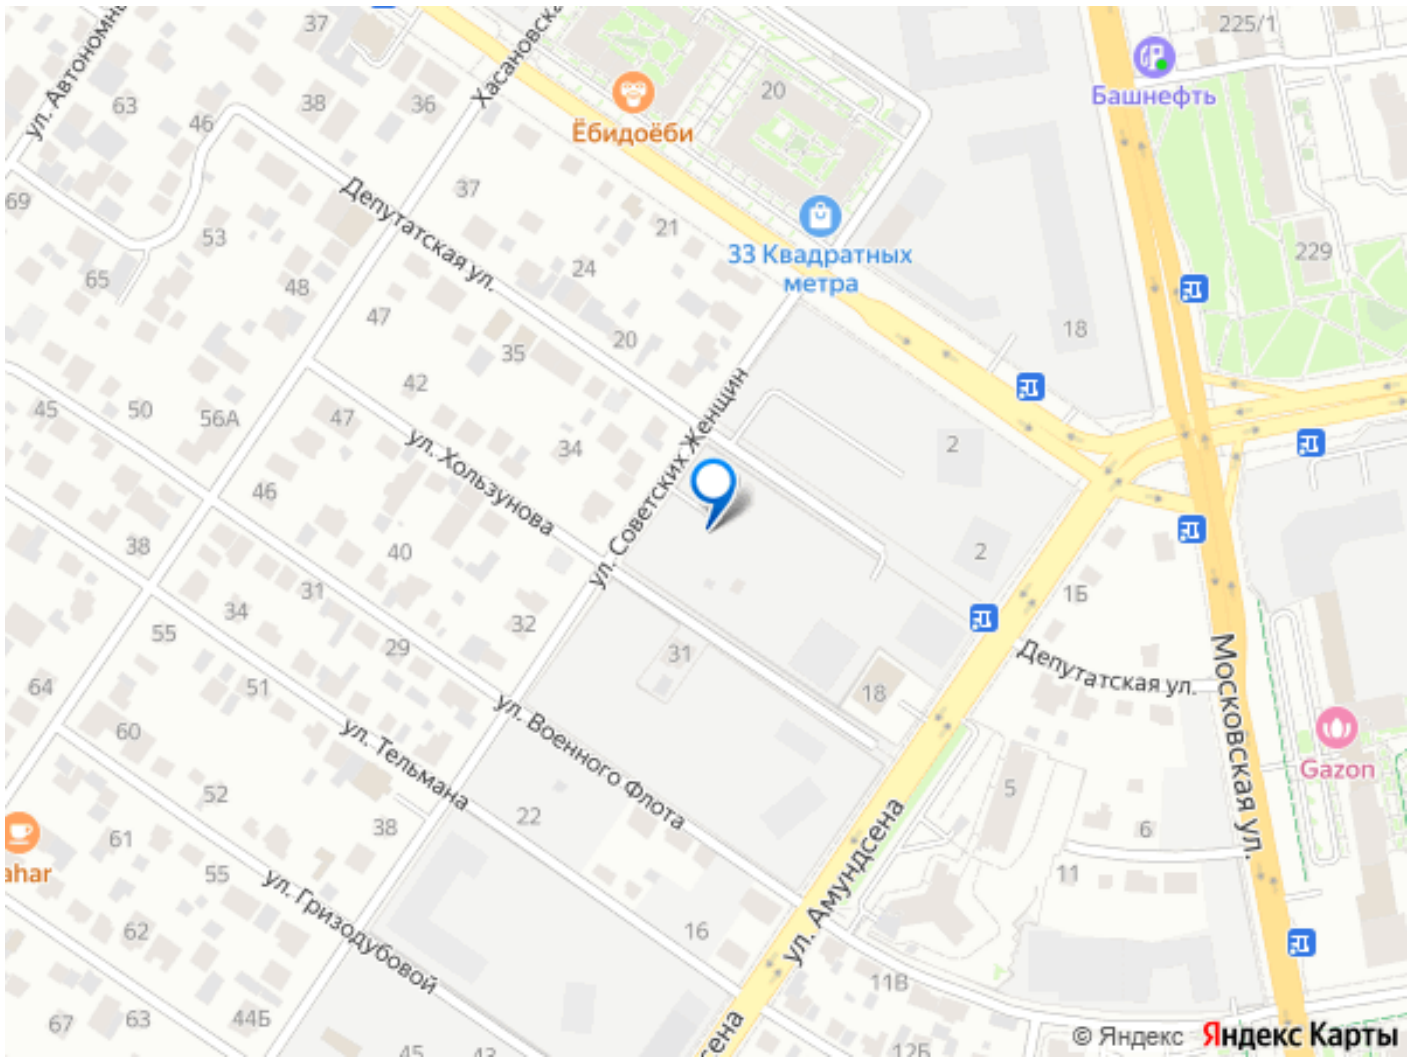 37
225/1
Башнефть
ул. Автономн
Хасановска
63
38
36
20
46
Ёбидоёби
37
69
Депутатская ул.
21
53
33 Квадратных
метра
229
65
24
48
47
18
20
35
42
45
50
56А
47
34
ул. Советских Женщин
2
ул. Хользунова
46
38
40
2
31
34
1Б
55
32
29
31
Депутатская ул.
Московская ул.
64
51
18
ул. Военного Флота
60
ул. Тельмана
Gazon
52
5
22
38
6
61
ahar
55
11
ул. Амундсена
ул. Гризодубовой
62
16
11В
67
63
44Б
сена
© Яндекс Яндекс Карты
45
43
12Б